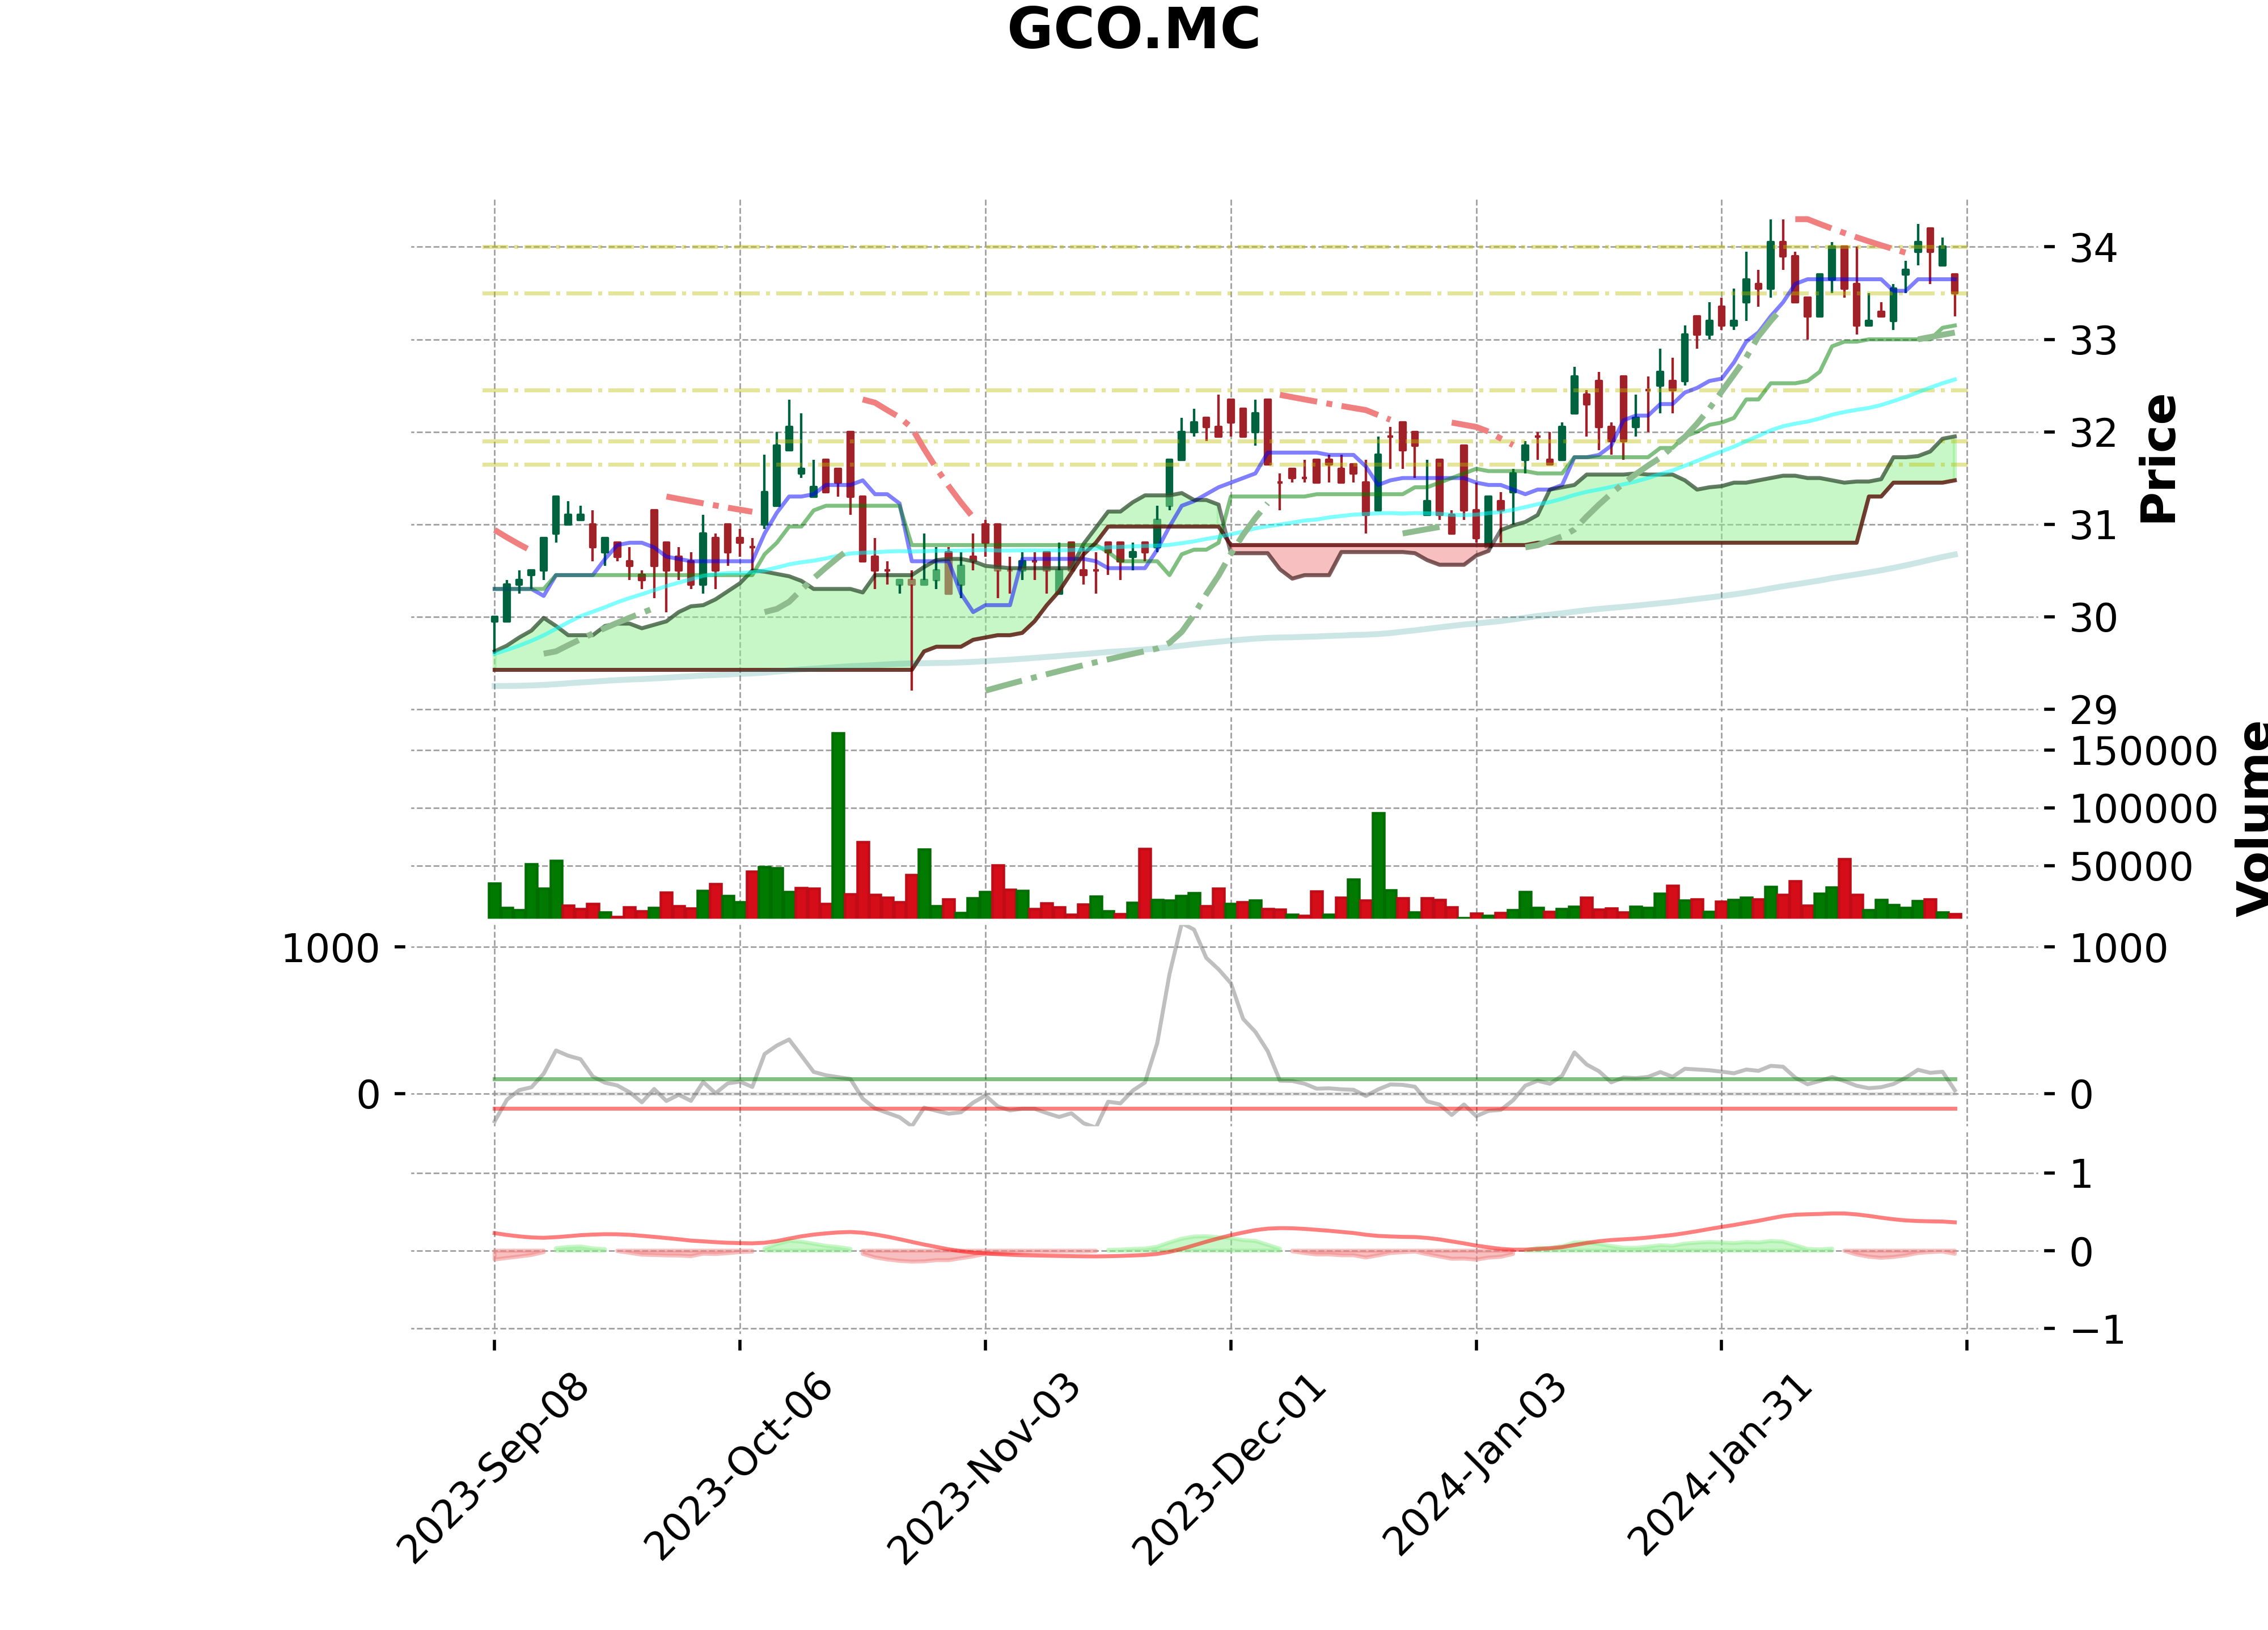 GCO.MC
34
33
32
31
30
29
Price
150000
100000
50000
Volume
1000
0
1000
0
1
0
−1
2023-Sep-08
2023-Oct-06
2023-Nov-03
2023-Dec-01
2024-Jan-03
2024-Jan-31